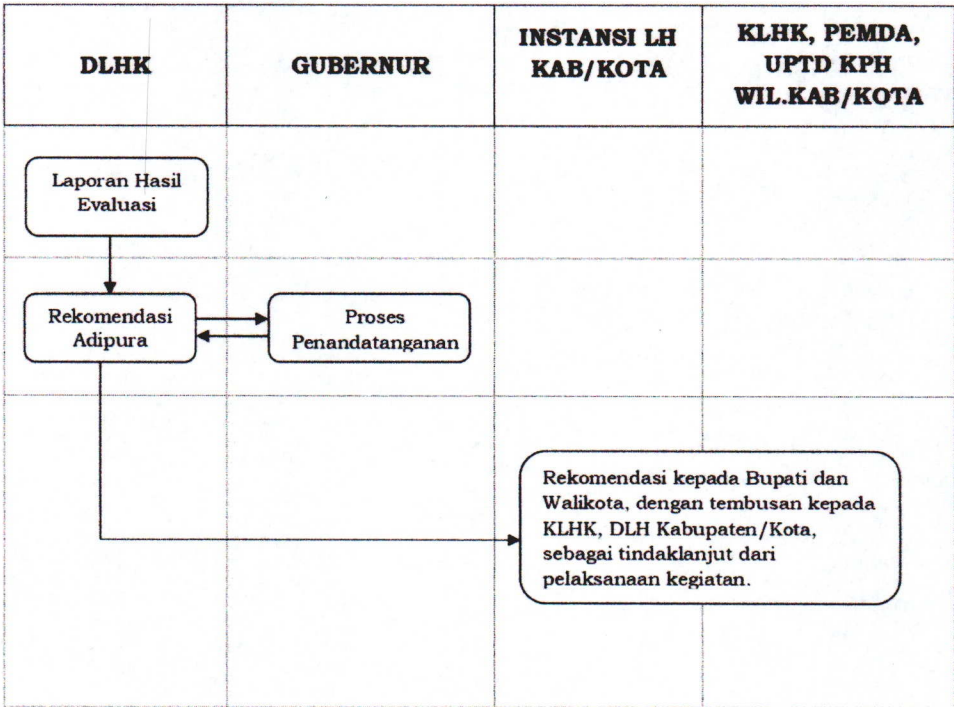 DLHK
GUBERNUR
INSTANSI LH
KAB/KOTA
KLHK, PEMDA,
UPTD KPH
WIL.KAB/KOTA
Laporan Hasil
Evaluasi
Rekomendasi
Adipura
Proses
Penandatanganan
Rekomendasi kepada Bupati dan
Walikota, dengan tembusan kepada
KLHK, DLH Kabupaten/Kota,
sebagai tindaklanjut dari
pelaksanaan kegiatan.